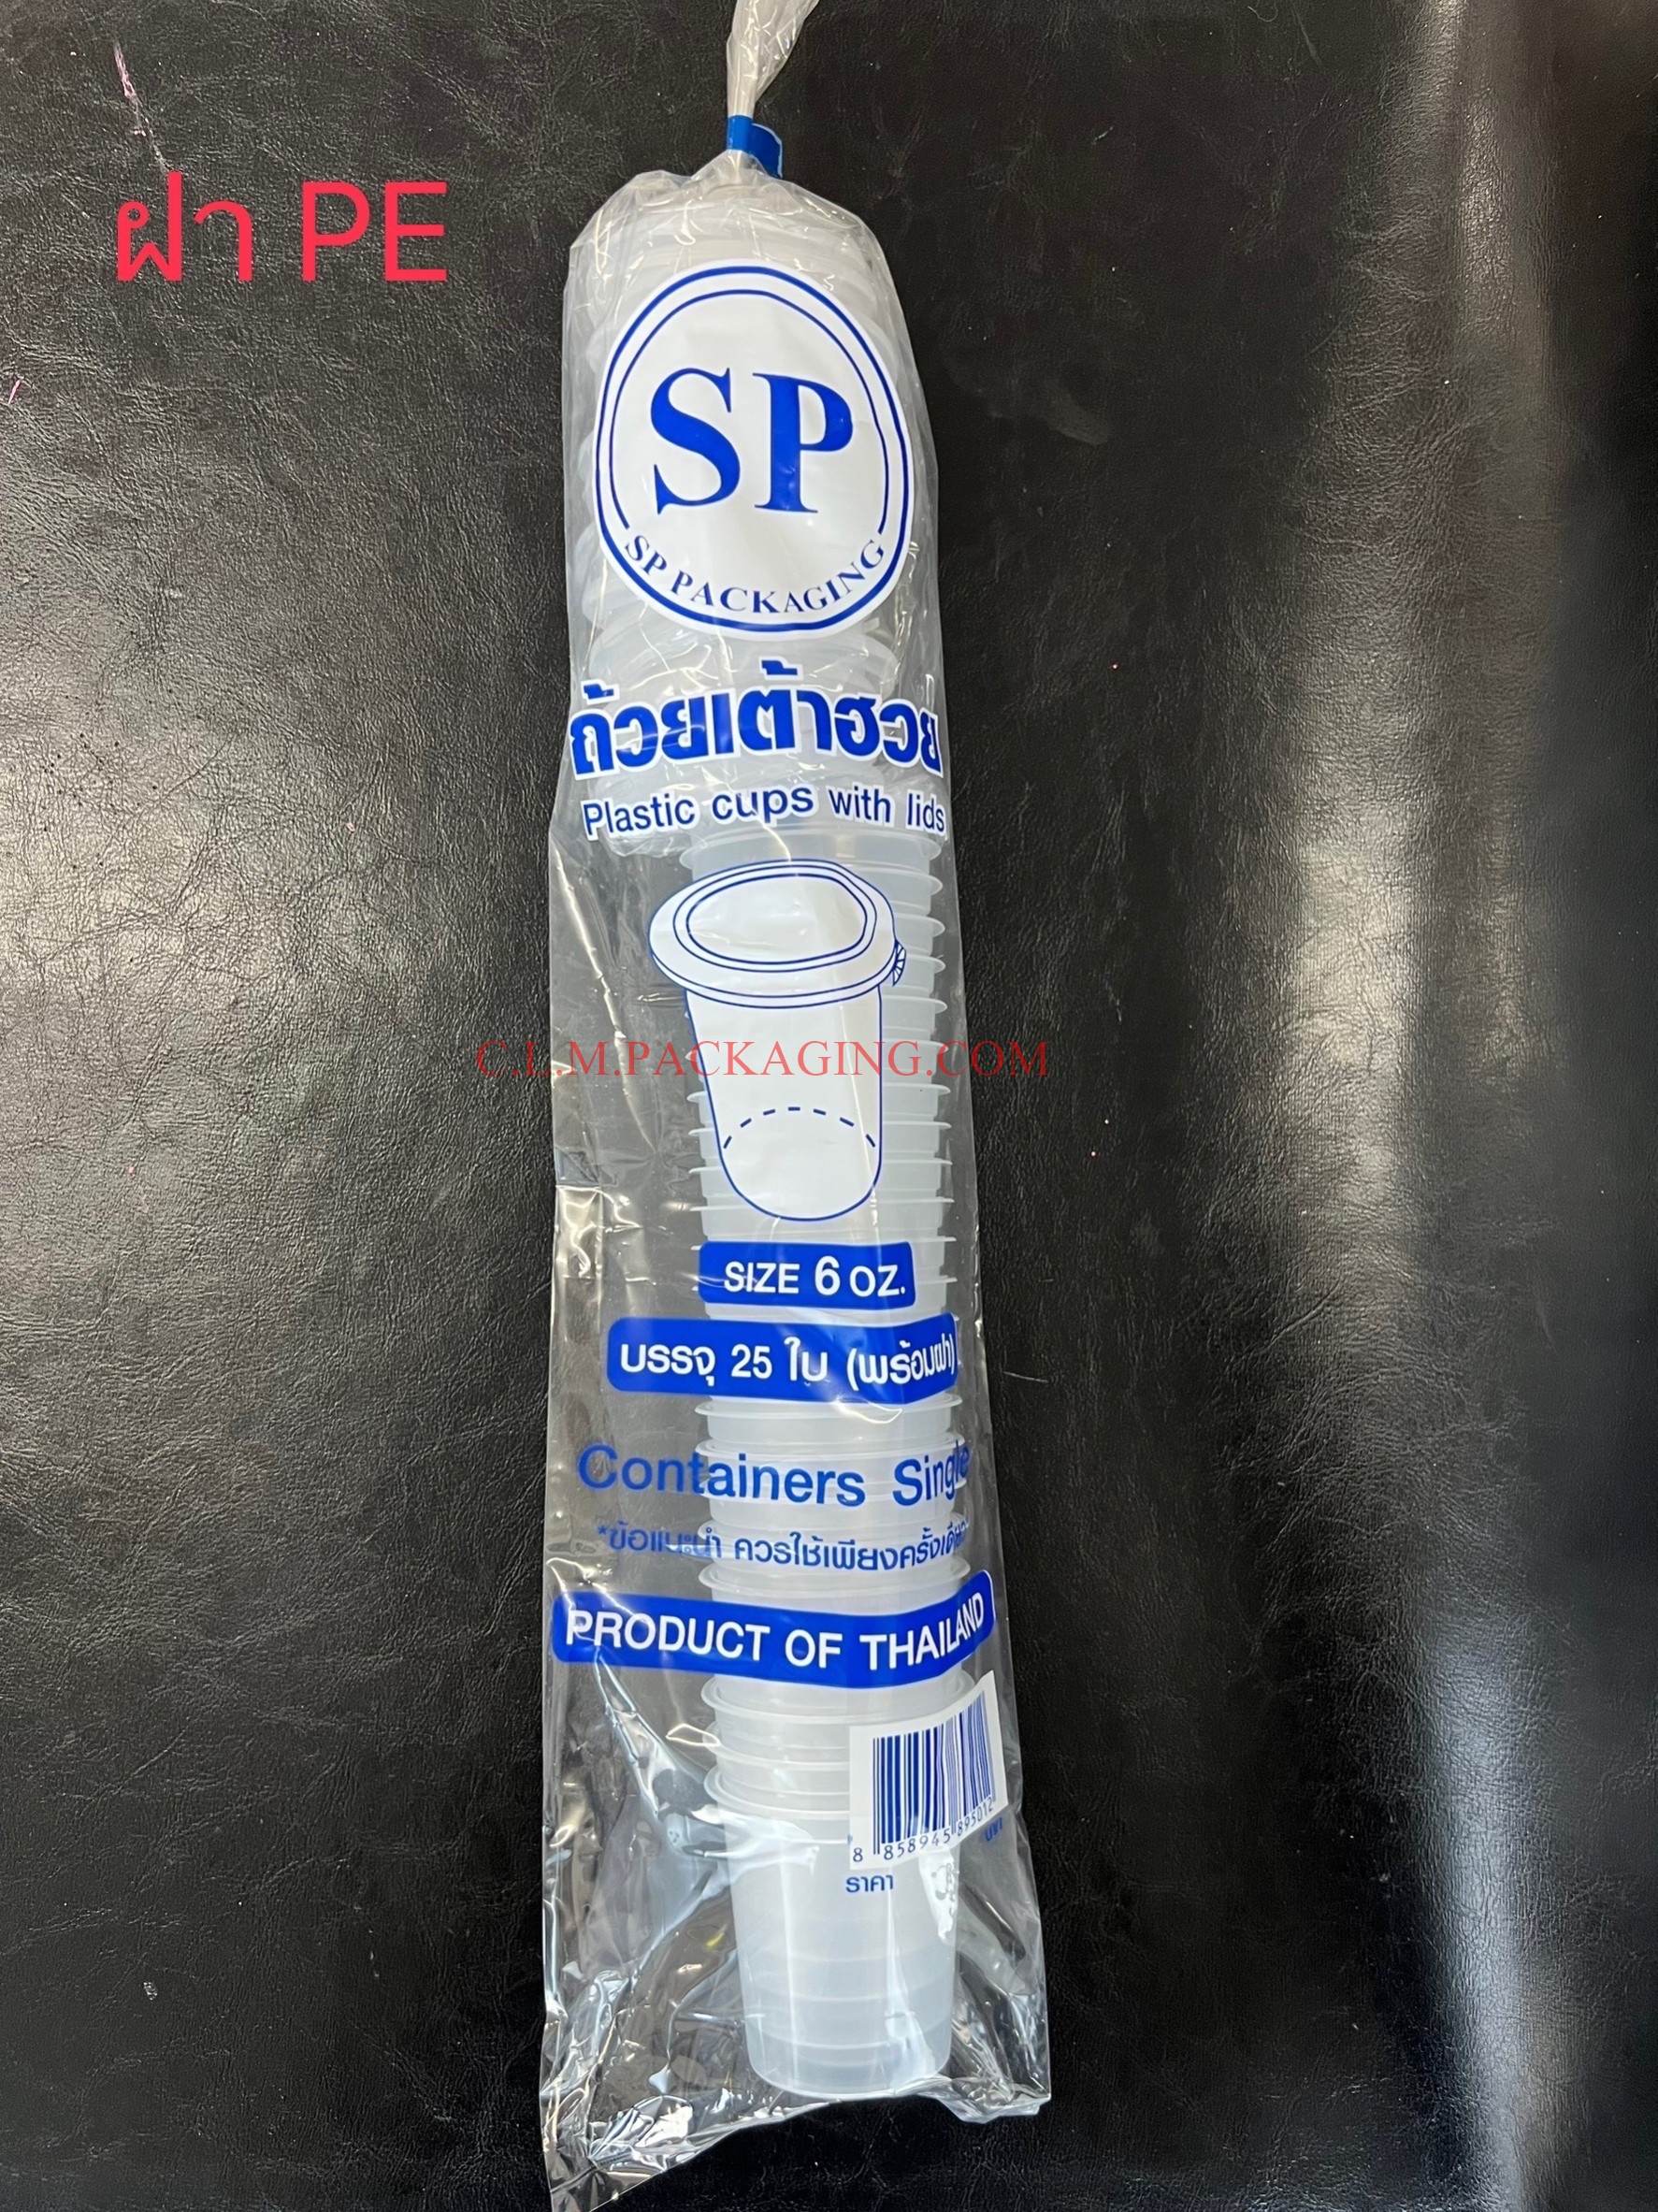 ฝา PE
SP
SP PACKAGING
ถ้วยเต้าฮวย
Plastic cups with lids
C.L.M.PACKAGING.COM
SIZE 6 OZ.
บรรจุ 25 ใบ (พร้อมฝา)
Containers Single
*ข้อแนะนำ ควรใช้เพียงครั้งเดียว
PRODUCT OF THAILAND
8 858945 895012
ราคา บาท